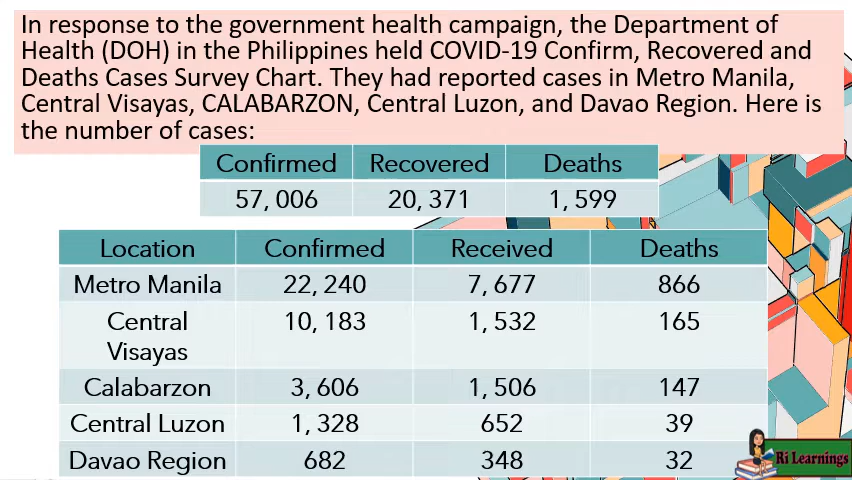 In response to the government health campaign, the Department of
Health (DOH) in the Philippines held COVID-19 Confirm, Recovered and
Deaths Cases Survey Chart. They had reported cases in Metro Manila,
Central Visayas, CALABARZON, Central Luzon, and Davao Region. Here is
the number of cases:
Confirmed Recovered Deaths
57, 006 20, 371 1, 599
Location Confirmed Received Deaths
Metro Manila 22, 240 7, 677 866
Central 10, 183 1, 532 165
Visayas
Calabarzon 3, 606 1, 506 147
Central Luzon 1, 328 652 39
Davao Region 682 348 32
Ri Learnings